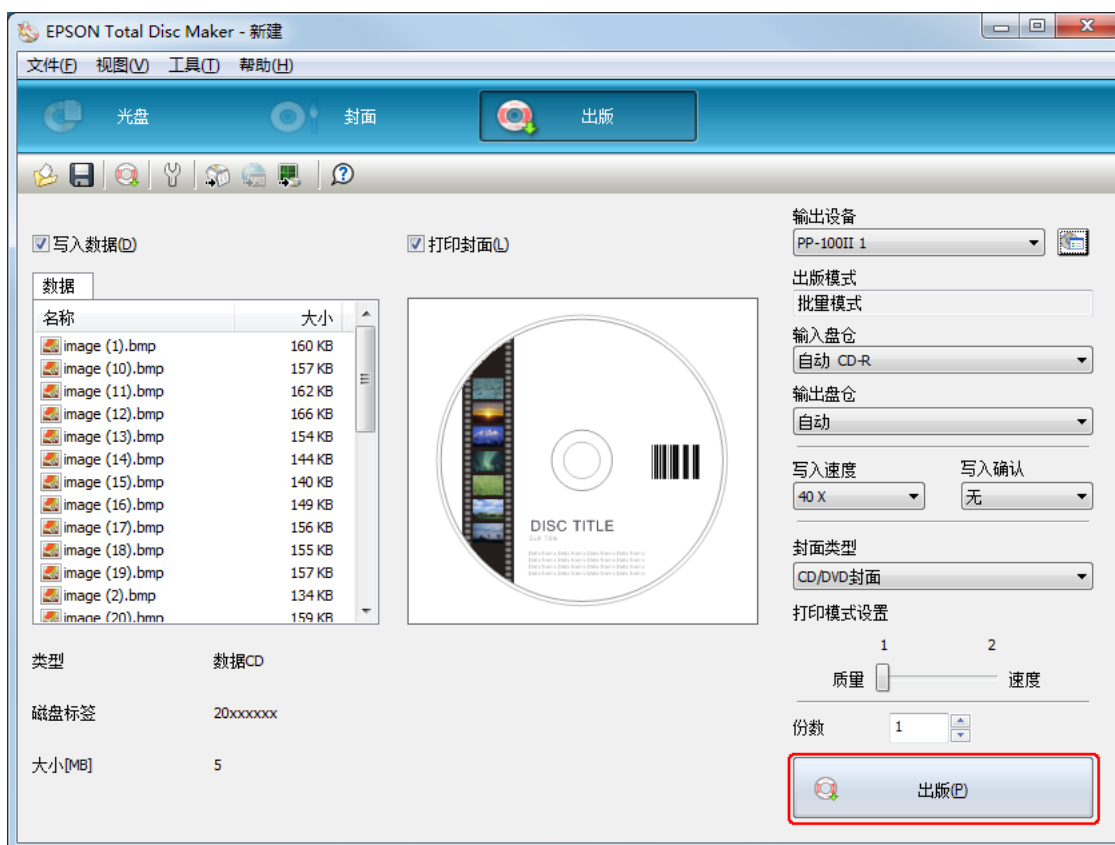 EPSON Total Disc Maker - 新建
文件(F) 视图(V) 工具(T) 帮助(H)
光盘 封面 出版
写入数据(D)
数据
名称 大小
image (1).bmp 160 KB
image (10).bmp 157 KB
image (11).bmp 162 KB
image (12).bmp 166 KB
image (13).bmp 154 KB
image (14).bmp 144 KB
image (15).bmp 140 KB
image (16).bmp 149 KB
image (17).bmp 156 KB
image (18).bmp 155 KB
image (19).bmp 157 KB
image (2).bmp 134 KB
image (20).bmp 159 KB
类型 数据CD
磁盘标签 20xxxxxx
大小[MB] 5
打印封面(L)
DISC TITLE
Sub Title
输出设备
PP-100II 1
出版模式
批量模式
输入盘仓
自动 CD-R
输出盘仓
自动
写入速度 写入确认
40 X 无
封面类型
CD/DVD封面
打印模式设置
1 2
质量 速度
份数 1
出版(P)